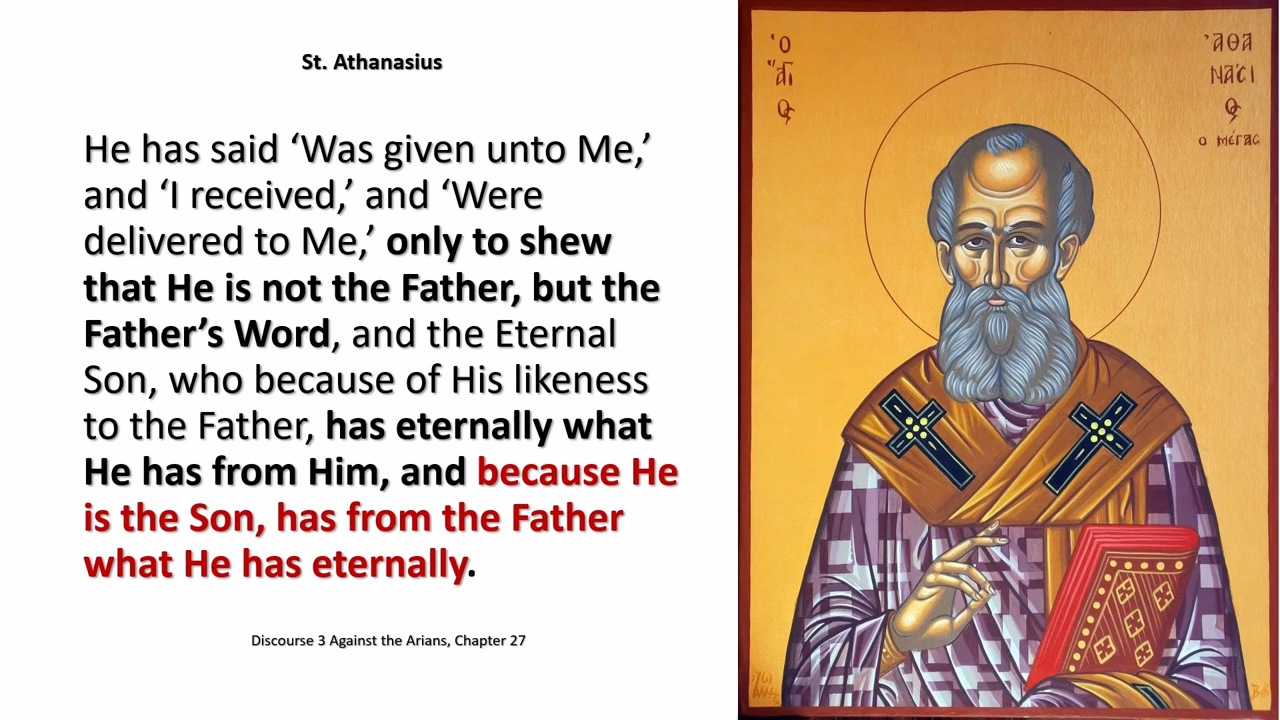 St. Athanasius
He has said ‘Was given unto Me,’
and ‘I received,’ and ‘Were
delivered to Me,’ only to shew
that He is not the Father, but the
Father’s Word, and the Eternal
Son, who because of His likeness
to the Father, has eternally what
He has from Him, and because He
is the Son, has from the Father
what He has eternally.
Discourse 3 Against the Arians, Chapter 27
Ὁ
ἍΓΙ
ος
ἈΘΑ
ΝΆСΙ
ος
ο ΜέΓΑС